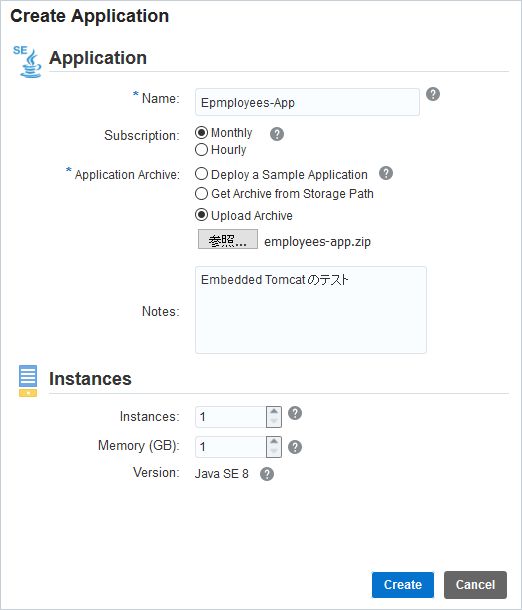 Create Application
SE
Application
* Name: Epmployees-App ?
Subscription: Monthly ?
Hourly
* Application Archive: Deploy a Sample Application ?
Get Archive from Storage Path
Upload Archive
参照... employees-app.zip
Notes: Embedded Tomcatのテスト
Instances
Instances: 1 ?
Memory (GB): 1 ?
Version: Java SE 8 ?
Create Cancel